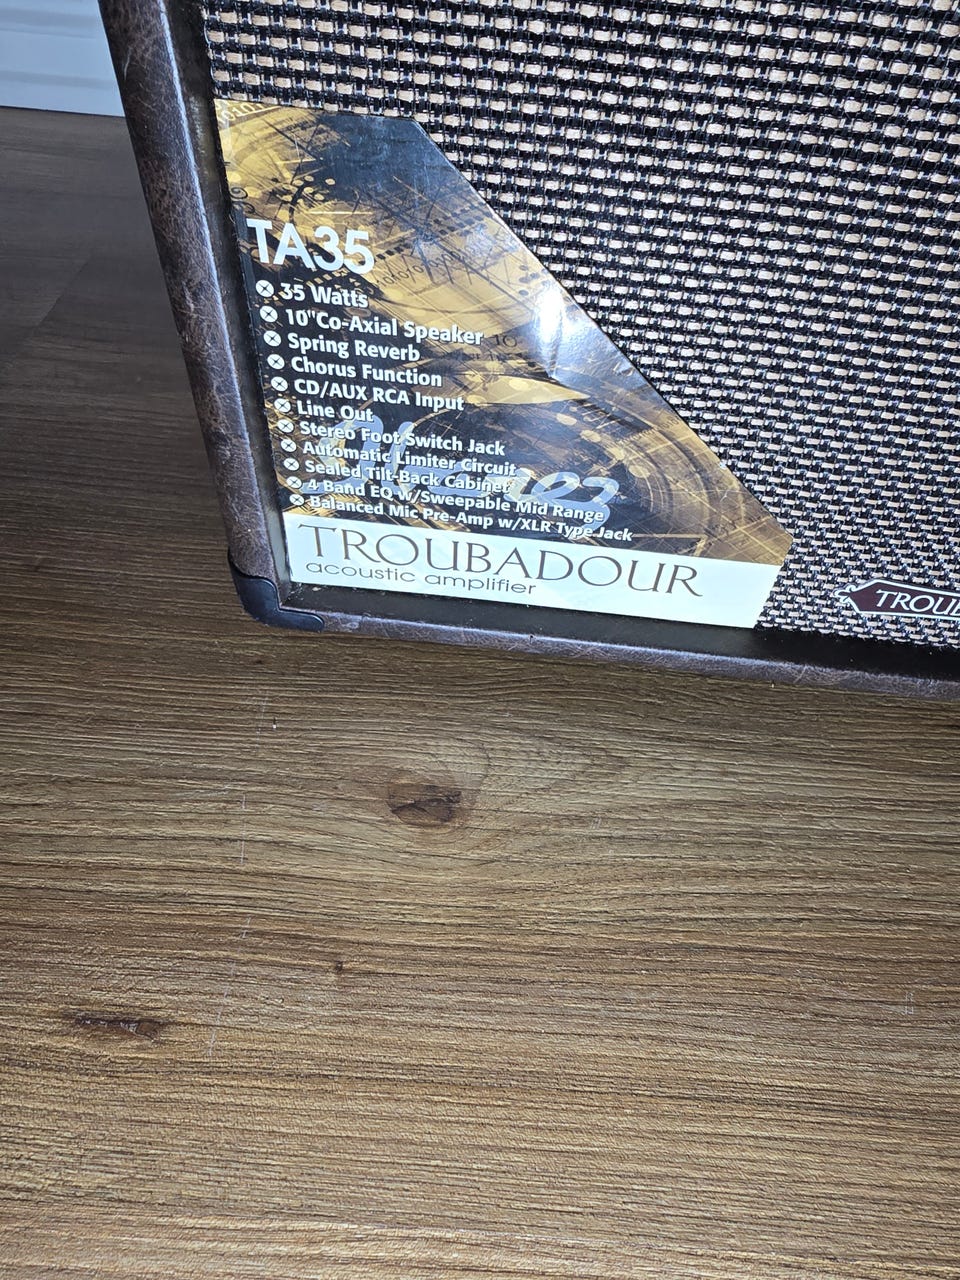 TA35
35 Watts
10"Co-Axial Speaker
Spring Reverb
Chorus Function
CD/AUX RCA Input
Line Out
Stereo Foot Switch Jack
Automatic Limiter Circuit
Sealed Tilt-Back Cabinet
4 Band EQ w/Sweepable Mid Range
Balanced Mic Pre-Amp w/XLR Type Jack
Ibanez
TROUBADOUR
acoustic amplifier
TROUB